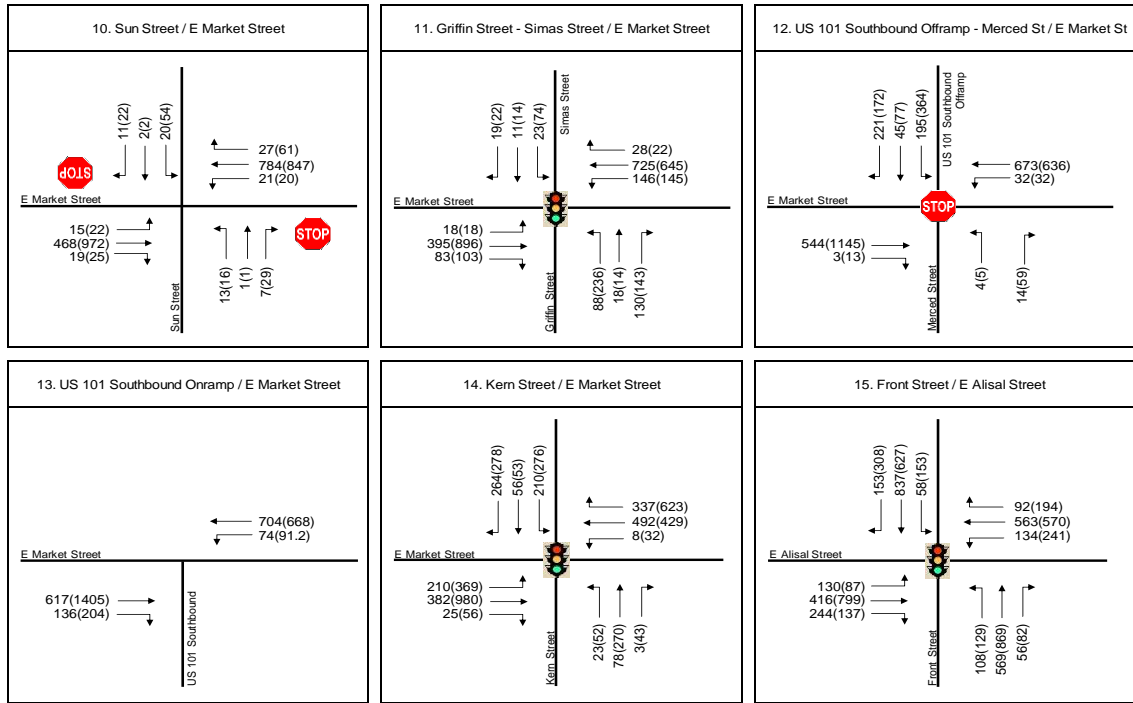 10. Sun Street / E Market Street
11(22)
2(2)
20(54)
STOP
27(61)
784(847)
21(20)
E Market Street
15(22)
468(972)
19(25)
STOP
13(16)
1(1)
7(29)
Sun Street
11. Griffin Street - Simas Street / E Market Street
Simas Street
19(22)
11(14)
23(74)
28(22)
725(645)
146(145)
E Market Street
18(18)
395(896)
83(103)
88(236)
18(14)
130(143)
Griffin Street
12. US 101 Southbound Offramp - Merced St / E Market St
US 101 Southbound
Offramp
221(172)
45(77)
195(364)
673(636)
32(32)
E Market Street
STOP
544(1145)
3(13)
4(5)
14(59)
Merced Street
13. US 101 Southbound Onramp / E Market Street
704(668)
74(91.2)
E Market Street
617(1405)
136(204)
US 101 Southbound
14. Kern Street / E Market Street
264(278)
56(53)
210(276)
337(623)
492(429)
8(32)
E Market Street
210(369)
382(980)
25(56)
23(52)
78(270)
3(43)
Kern Street
15. Front Street / E Alisal Street
153(308)
837(627)
58(153)
92(194)
563(570)
134(241)
E Alisal Street
130(87)
416(799)
244(137)
108(129)
569(869)
56(82)
Front Street